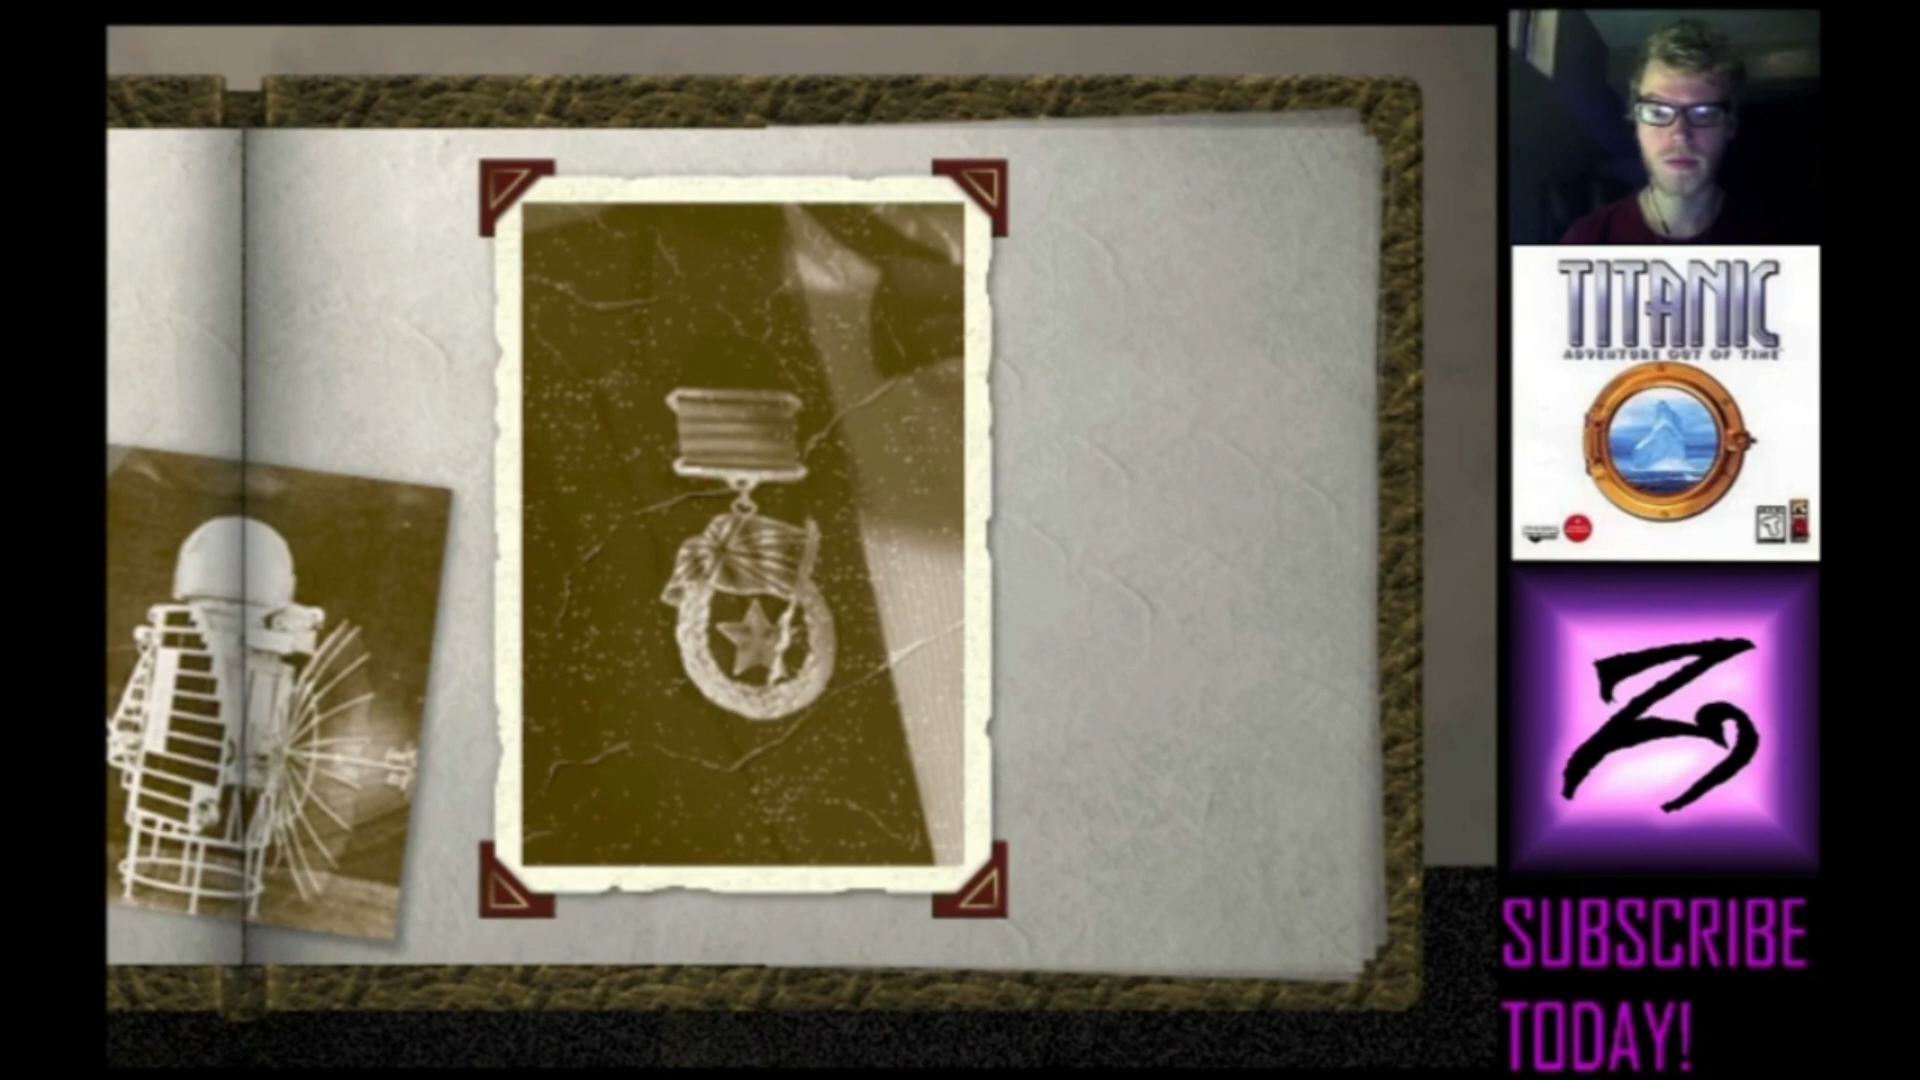 TITANIC
ADVENTURE OUT OF TIME
SUBSCRIBE
TODAY!